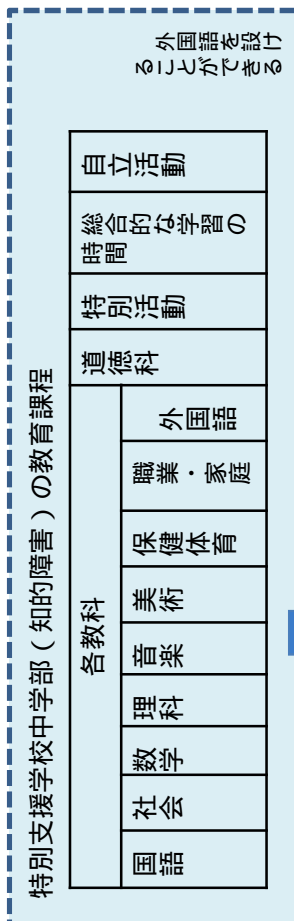 特別支援学校中学部(知的障害)の教育課程
各教科
国語
社会
数学
理科
音楽
美術
保健体育
職業・家庭
外国語
道徳科
特別活動
総合的な学習の
時間
自立活動
外国語を設け
ることができる